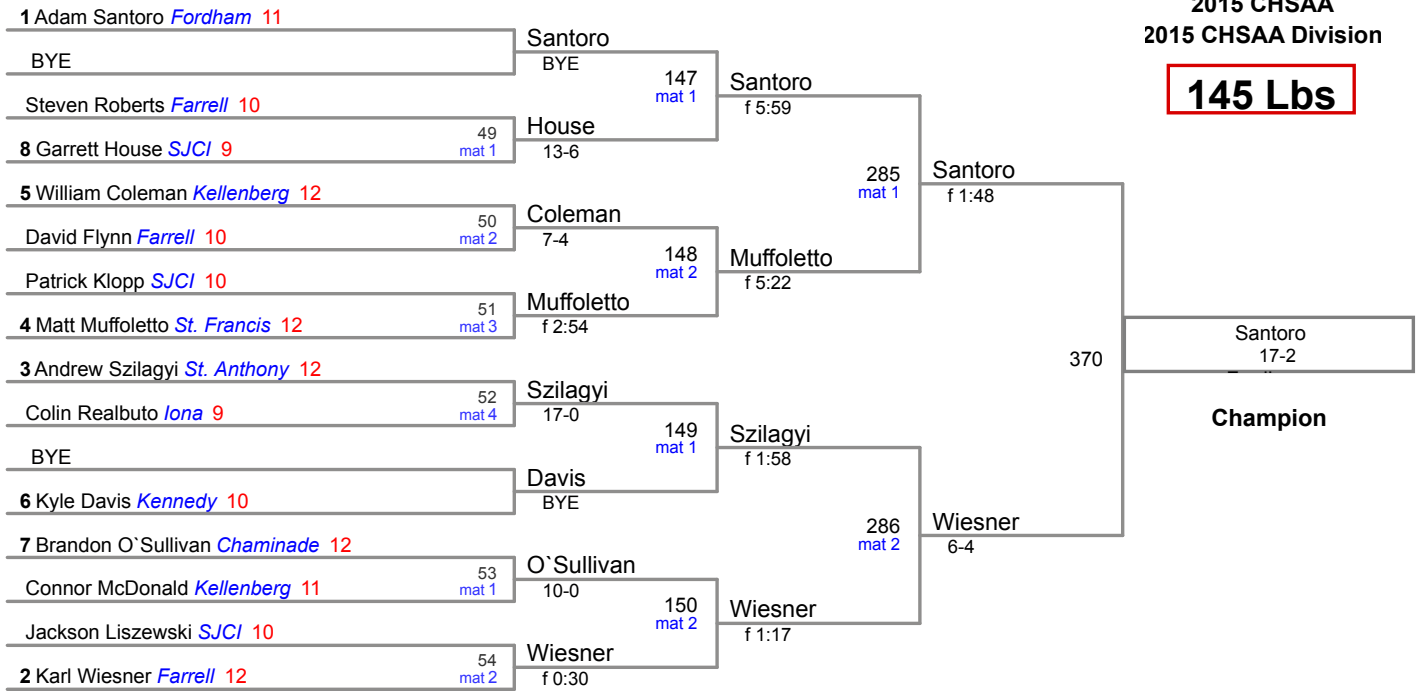 2015 CHSAA
2015 CHSAA Division
145 Lbs
1 Adam Santoro Fordham 11
BYE
Steven Roberts Farrell 10
8 Garrett House SJCI 9
5 William Coleman Kellenberg 12
David Flynn Farrell 10
Patrick Klopp SJCI 10
4 Matt Muffoletto St. Francis 12
3 Andrew Szilagyi St. Anthony 12
Colin Realbuto Iona 9
BYE
6 Kyle Davis Kennedy 10
7 Brandon O`Sullivan Chaminade 12
Connor McDonald Kellenberg 11
Jackson Liszewski SJCI 10
2 Karl Wiesner Farrell 12
49
mat 1
50
mat 2
51
mat 3
52
mat 4
53
mat 1
54
mat 2
Santoro
BYE
House
13-6
Coleman
7-4
Muffoletto
f 2:54
Szilagyi
17-0
Davis
BYE
O`Sullivan
10-0
Wiesner
f 0:30
147
mat 1
148
mat 2
149
mat 1
150
mat 2
Santoro
f 5:59
Muffoletto
f 5:22
Szilagyi
f 1:58
Wiesner
f 1:17
285
mat 1
286
mat 2
Santoro
f 1:48
Wiesner
6-4
370
Santoro
17-2
Champion